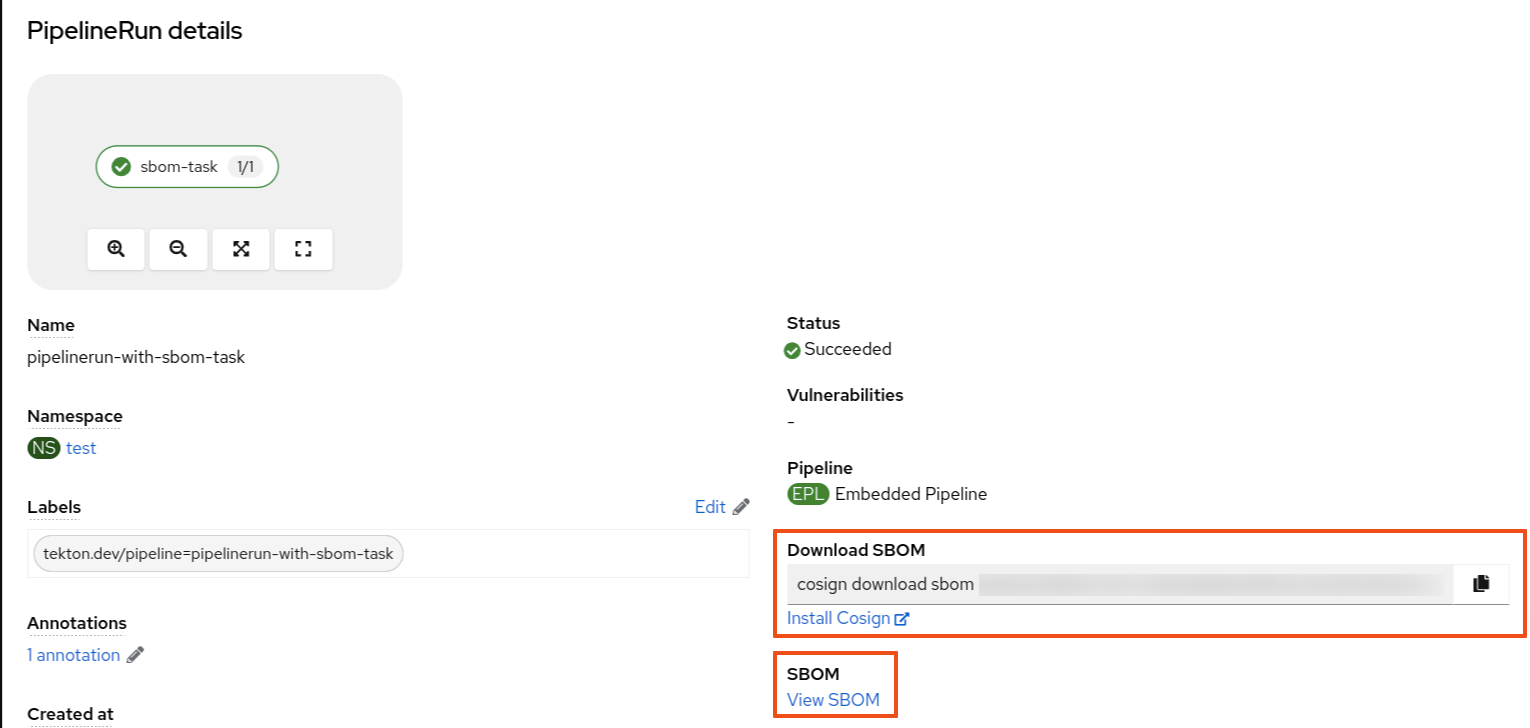 PipelineRun details
sbom-task 1/1
Name
pipelinerun-with-sbom-task
Namespace
NS test
Labels
Edit
tekton.dev/pipeline=pipelinerun-with-sbom-task
Annotations
1 annotation
Created at
Status
Succeeded
Vulnerabilities
-
Pipeline
EPL Embedded Pipeline
Download SBOM
cosign download sbom
Install Cosign
SBOM
View SBOM